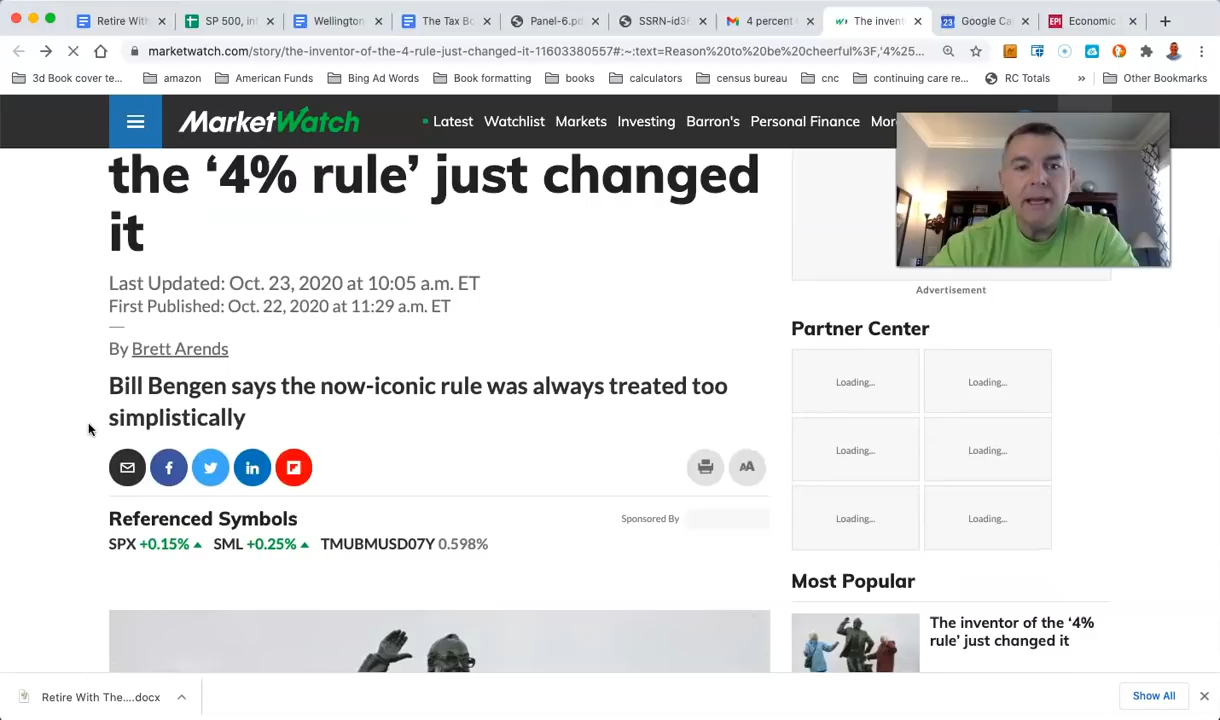 Retire With
SP 500, inf
Wellington
The Tax Bo
Panel-6.pd
SSRN-id36
4 percent
The invent
Google Ca
Economic
marketwatch.com/story/the-inventor-of-the-4-rule-just-changed-it-11603380557#:~:text=Reason%20to%20be%20cheerful%3F,'4%25...
3d Book cover te...
amazon
American Funds
Bing Ad Words
Book formatting
books
calculators
census bureau
cnc
continuing care re...
RC Totals
»
Other Bookmarks
MarketWatch
Latest
Watchlist
Markets
Investing
Barron's
Personal Finance
the ‘4% rule’ just changed
it
Last Updated: Oct. 23, 2020 at 10:05 a.m. ET
First Published: Oct. 22, 2020 at 11:29 a.m. ET
By Brett Arends
Bill Bengen says the now-iconic rule was always treated too
simplistically
AA
Referenced Symbols
Sponsored By
SPX +0.15% SML +0.25% TMUBMUSD07Y 0.598%
Advertisement
Partner Center
Loading... Loading...
Loading... Loading...
Loading... Loading...
Most Popular
The inventor of the ‘4%
rule’ just changed it
Retire With The....docx
Show All